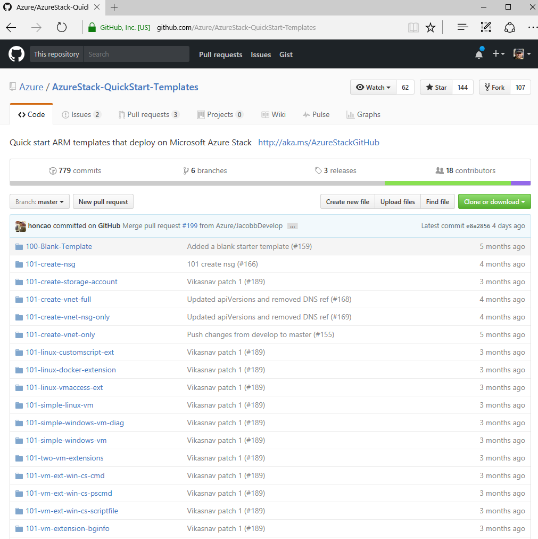 Azure/AzureStack-Quick
GitHub, Inc. [US] github.com/Azure/AzureStack-QuickStart-Templates
This repository Search Pull requests Issues Gist
Azure / AzureStack-QuickStart-Templates Watch 62 Star 144 Fork 107
Code Issues 2 Pull requests 3 Projects 0 Wiki Pulse Graphs
Quick start ARM templates that deploy on Microsoft Azure Stack http://aka.ms/AzureStackGitHub
779 commits 6 branches 3 releases 18 contributors
Branch: master New pull request Create new file Upload files Find file Clone or download
honcao committed on GitHub Merge pull request #199 from Azure/JacobbDevelop ... Latest commit e6e2856 4 days ago
100-Blank-Template Added a blank starter template (#159) 5 months ago
101-create-nsg 101 create nsg (#166) 4 months ago
101-create-storage-account Vikasnav patch 1 (#189) 3 months ago
101-create-vnet-full Updated apiVersions and removed DNS ref (#168) 4 months ago
101-create-vnet-nsg-only Updated apiVersions and removed DNS ref (#169) 4 months ago
101-create-vnet-only Push changes from develop to master (#155) 5 months ago
101-linux-customscript-ext Vikasnav patch 1 (#189) 3 months ago
101-linux-docker-extension Vikasnav patch 1 (#189) 3 months ago
101-linux-vmaccess-ext Vikasnav patch 1 (#189) 3 months ago
101-simple-linux-vm Vikasnav patch 1 (#189) 3 months ago
101-simple-windows-vm-diag Vikasnav patch 1 (#189) 3 months ago
101-simple-windows-vm Vikasnav patch 1 (#189) 3 months ago
101-two-vm-extensions Vikasnav patch 1 (#189) 3 months ago
101-vm-ext-win-cs-cmd Vikasnav patch 1 (#189) 3 months ago
101-vm-ext-win-cs-pscmd Vikasnav patch 1 (#189) 3 months ago
101-vm-ext-win-cs-scriptfile Vikasnav patch 1 (#189) 3 months ago
101-vm-extension-bginfo Vikasnav patch 1 (#189) 3 months ago